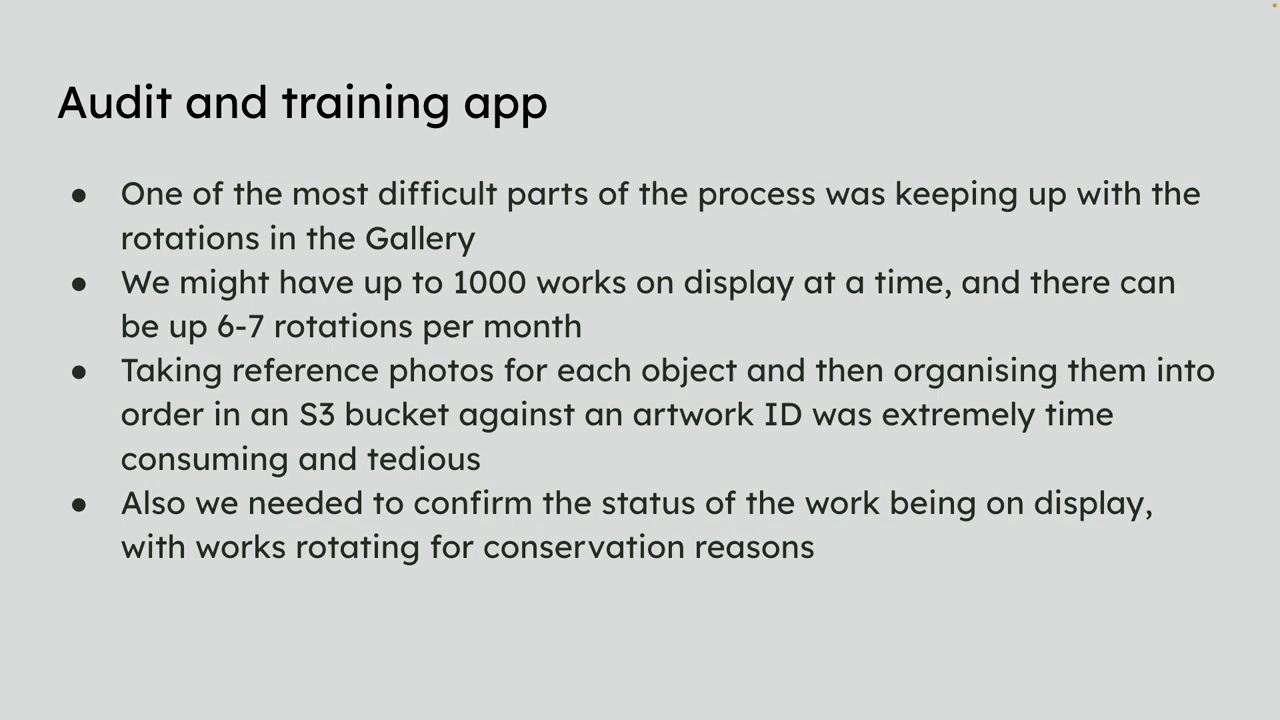 Audit and training app
● One of the most difficult parts of the process was keeping up with the
rotations in the Gallery
● We might have up to 1000 works on display at a time, and there can
be up 6-7 rotations per month
● Taking reference photos for each object and then organising them into
order in an S3 bucket against an artwork ID was extremely time
consuming and tedious
● Also we needed to confirm the status of the work being on display,
with works rotating for conservation reasons